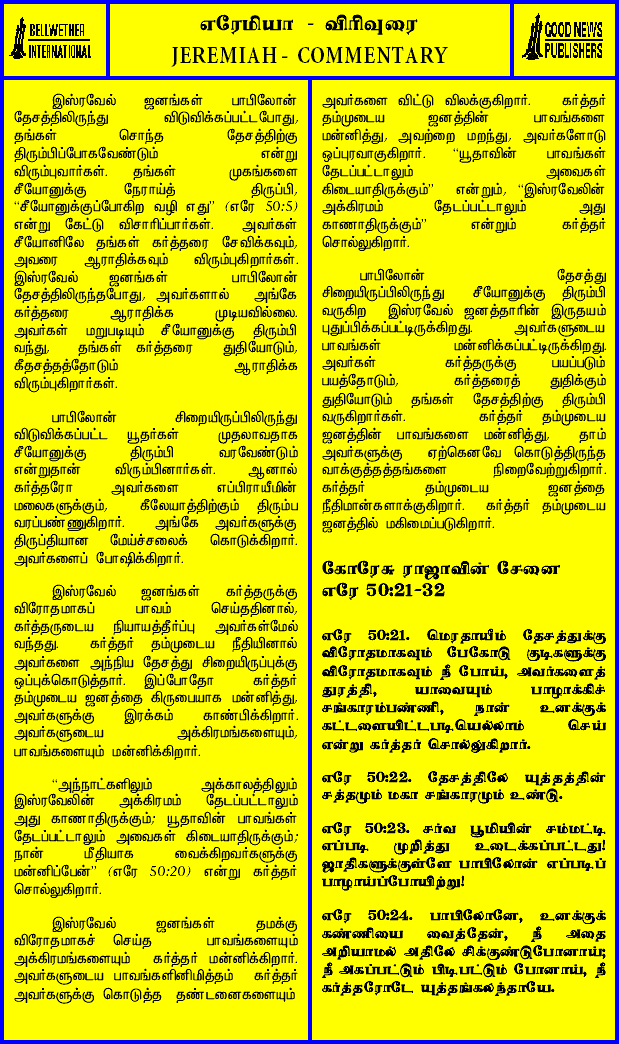 BELLWETHER
INTERNATIONAL
எரேமியா - விரிவுரை
JEREMIAH - COMMENTARY
GOOD NEWS
PUBLISHERS
இஸ்ரவேல் ஜனங்கள் பாபிலோன்
தேசத்திலிருந்து விடுவிக்கப்பட்டபோது,
தங்கள் சொந்த தேசத்திற்கு
திரும்பிப்போகவேண்டும் என்று
விரும்புவார்கள். தங்கள் முகங்களை
சீயோனுக்கு நேராய்த் திருப்பி,
“சீயோனுக்குப்போகிற வழி எது” (எரே 50:5)
என்று கேட்டு விசாரிப்பார்கள். அவர்கள்
சீயோனிலே தங்கள் கர்த்தரை சேவிக்கவும்,
அவரை ஆராதிக்கவும் விரும்புகிறார்கள்.
இஸ்ரவேல் ஜனங்கள் பாபிலோன்
தேசத்திலிருந்தபோது, அவர்களால் அங்கே
கர்த்தரை ஆராதிக்க முடியவில்லை.
அவர்கள் மறுபடியும் சீயோனுக்கு திரும்பி
வந்து, தங்கள் கர்த்தரை துதியோடும்,
கீதசத்தத்தோடும் ஆராதிக்க
விரும்புகிறார்கள்.
பாபிலோன் சிறையிருப்பிலிருந்து
விடுவிக்கப்பட்ட யூதர்கள் முதலாவதாக
சீயோனுக்கு திரும்பி வரவேண்டும்
என்றுதான் விரும்பினார்கள். ஆனால்
கர்த்தரோ அவர்களை எப்பிராயீமின்
மலைகளுக்கும், கீலேயாத்திற்கும் திரும்ப
வரப்பண்ணுகிறார். அங்கே அவர்களுக்கு
திருப்தியான மேய்ச்சலைக் கொடுக்கிறார்.
அவர்களைப் போஷிக்கிறார்.
இஸ்ரவேல் ஜனங்கள் கர்த்தருக்கு
விரோதமாகப் பாவம் செய்ததினால்,
கர்த்தருடைய நியாயத்தீர்ப்பு அவர்கள்மேல்
வந்தது. கர்த்தர் தம்முடைய நீதியினால்
அவர்களை அந்நிய தேசத்து சிறையிருப்புக்கு
ஒப்புக்கொடுத்தார். இப்போதோ கர்த்தர்
தம்முடைய ஜனத்தை கிருபையாக மன்னித்து,
அவர்களுக்கு இரக்கம் காண்பிக்கிறார்.
அவர்களுடைய அக்கிரமங்களையும்,
பாவங்களையும் மன்னிக்கிறார்.
“அந்நாட்களிலும் அக்காலத்திலும்
இஸ்ரவேலின் அக்கிரமம் தேடப்பட்டாலும்
அது காணாதிருக்கும்; யூதாவின் பாவங்கள்
தேடப்பட்டாலும் அவைகள் கிடையாதிருக்கும்;
நான் மீதியாக வைக்கிறவர்களுக்கு
மன்னிப்பேன்” (எரே 50:20) என்று கர்த்தர்
சொல்லுகிறார்.
இஸ்ரவேல் ஜனங்கள் தமக்கு
விரோதமாகச் செய்த பாவங்களையும்
அக்கிரமங்களையும் கர்த்தர் மன்னிக்கிறார்.
அவர்களுடைய பாவங்களினிமித்தம் கர்த்தர்
அவர்களுக்கு கொடுத்த தண்டனைகளையும்
அவர்களை விட்டு விலக்குகிறார். கர்த்தர்
தம்முடைய ஜனத்தின் பாவங்களை
மன்னித்து, அவற்றை மறந்து, அவர்களோடு
ஒப்புரவாகுகிறார். “யூதாவின் பாவங்கள்
தேடப்பட்டாலும் அவைகள்
கிடையாதிருக்கும்” என்றும், “இஸ்ரவேலின்
அக்கிரமம் தேடப்பட்டாலும் அது
காணாதிருக்கும்” என்றும் கர்த்தர்
சொல்லுகிறார்.
பாபிலோன் தேசத்து
சிறையிருப்பிலிருந்து சீயோனுக்கு திரும்பி
வருகிற இஸ்ரவேல் ஜனத்தாரின் இருதயம்
புதுப்பிக்கப்பட்டிருக்கிறது. அவர்களுடைய
பாவங்கள் மன்னிக்கப்பட்டிருக்கிறது.
அவர்கள் கர்த்தருக்கு பயப்படும்
பயத்தோடும், கர்த்தரைத் துதிக்கும்
துதியோடும் தங்கள் தேசத்திற்கு திரும்பி
வருகிறார்கள். கர்த்தர் தம்முடைய
ஜனத்தின் பாவங்களை மன்னித்து, தாம்
அவர்களுக்கு ஏற்கெனவே கொடுத்திருந்த
வாக்குத்தத்தங்களை நிறைவேற்றுகிறார்.
கர்த்தர் தம்முடைய ஜனத்தை
நீதிமான்களாக்குகிறார். கர்த்தர் தம்முடைய
ஜனத்தில் மகிமைப்படுகிறார்.
கோரேசு ராஜாவின் சேனை
எரே 50:21-32
எரே 50:21. மெரதாயீம் தேசத்துக்கு
விரோதமாகவும் பேகோடு குடிகளுக்கு
விரோதமாகவும் நீ போய், அவர்களைத்
துரத்தி, யாவையும் பாழாக்கிச்
சங்காரம்பண்ணி, நான் உனக்குக்
கட்டளையிட்டபடியெல்லாம் செய்
என்று கர்த்தர் சொல்லுகிறார்.
எரே 50:22. தேசத்திலே யுத்தத்தின்
சத்தமும் மகா சங்காரமும் உண்டு.
எரே 50:23. சர்வ பூமியின் சம்மட்டி
எப்படி முறித்து உடைக்கப்பட்டது!
ஜாதிகளுக்குள்ளே பாபிலோன் எப்படிப்
பாழாய்ப்போயிற்று!
எரே 50:24. பாபிலோனே, உனக்குக்
கண்ணியை வைத்தேன், நீ அதை
அறியாமல் அதிலே சிக்குண்டுபோனாய்;
நீ அகப்பட்டும் பிடிபட்டும் போனாய், நீ
கர்த்தரோடே யுத்தங்கலந்தாயே.